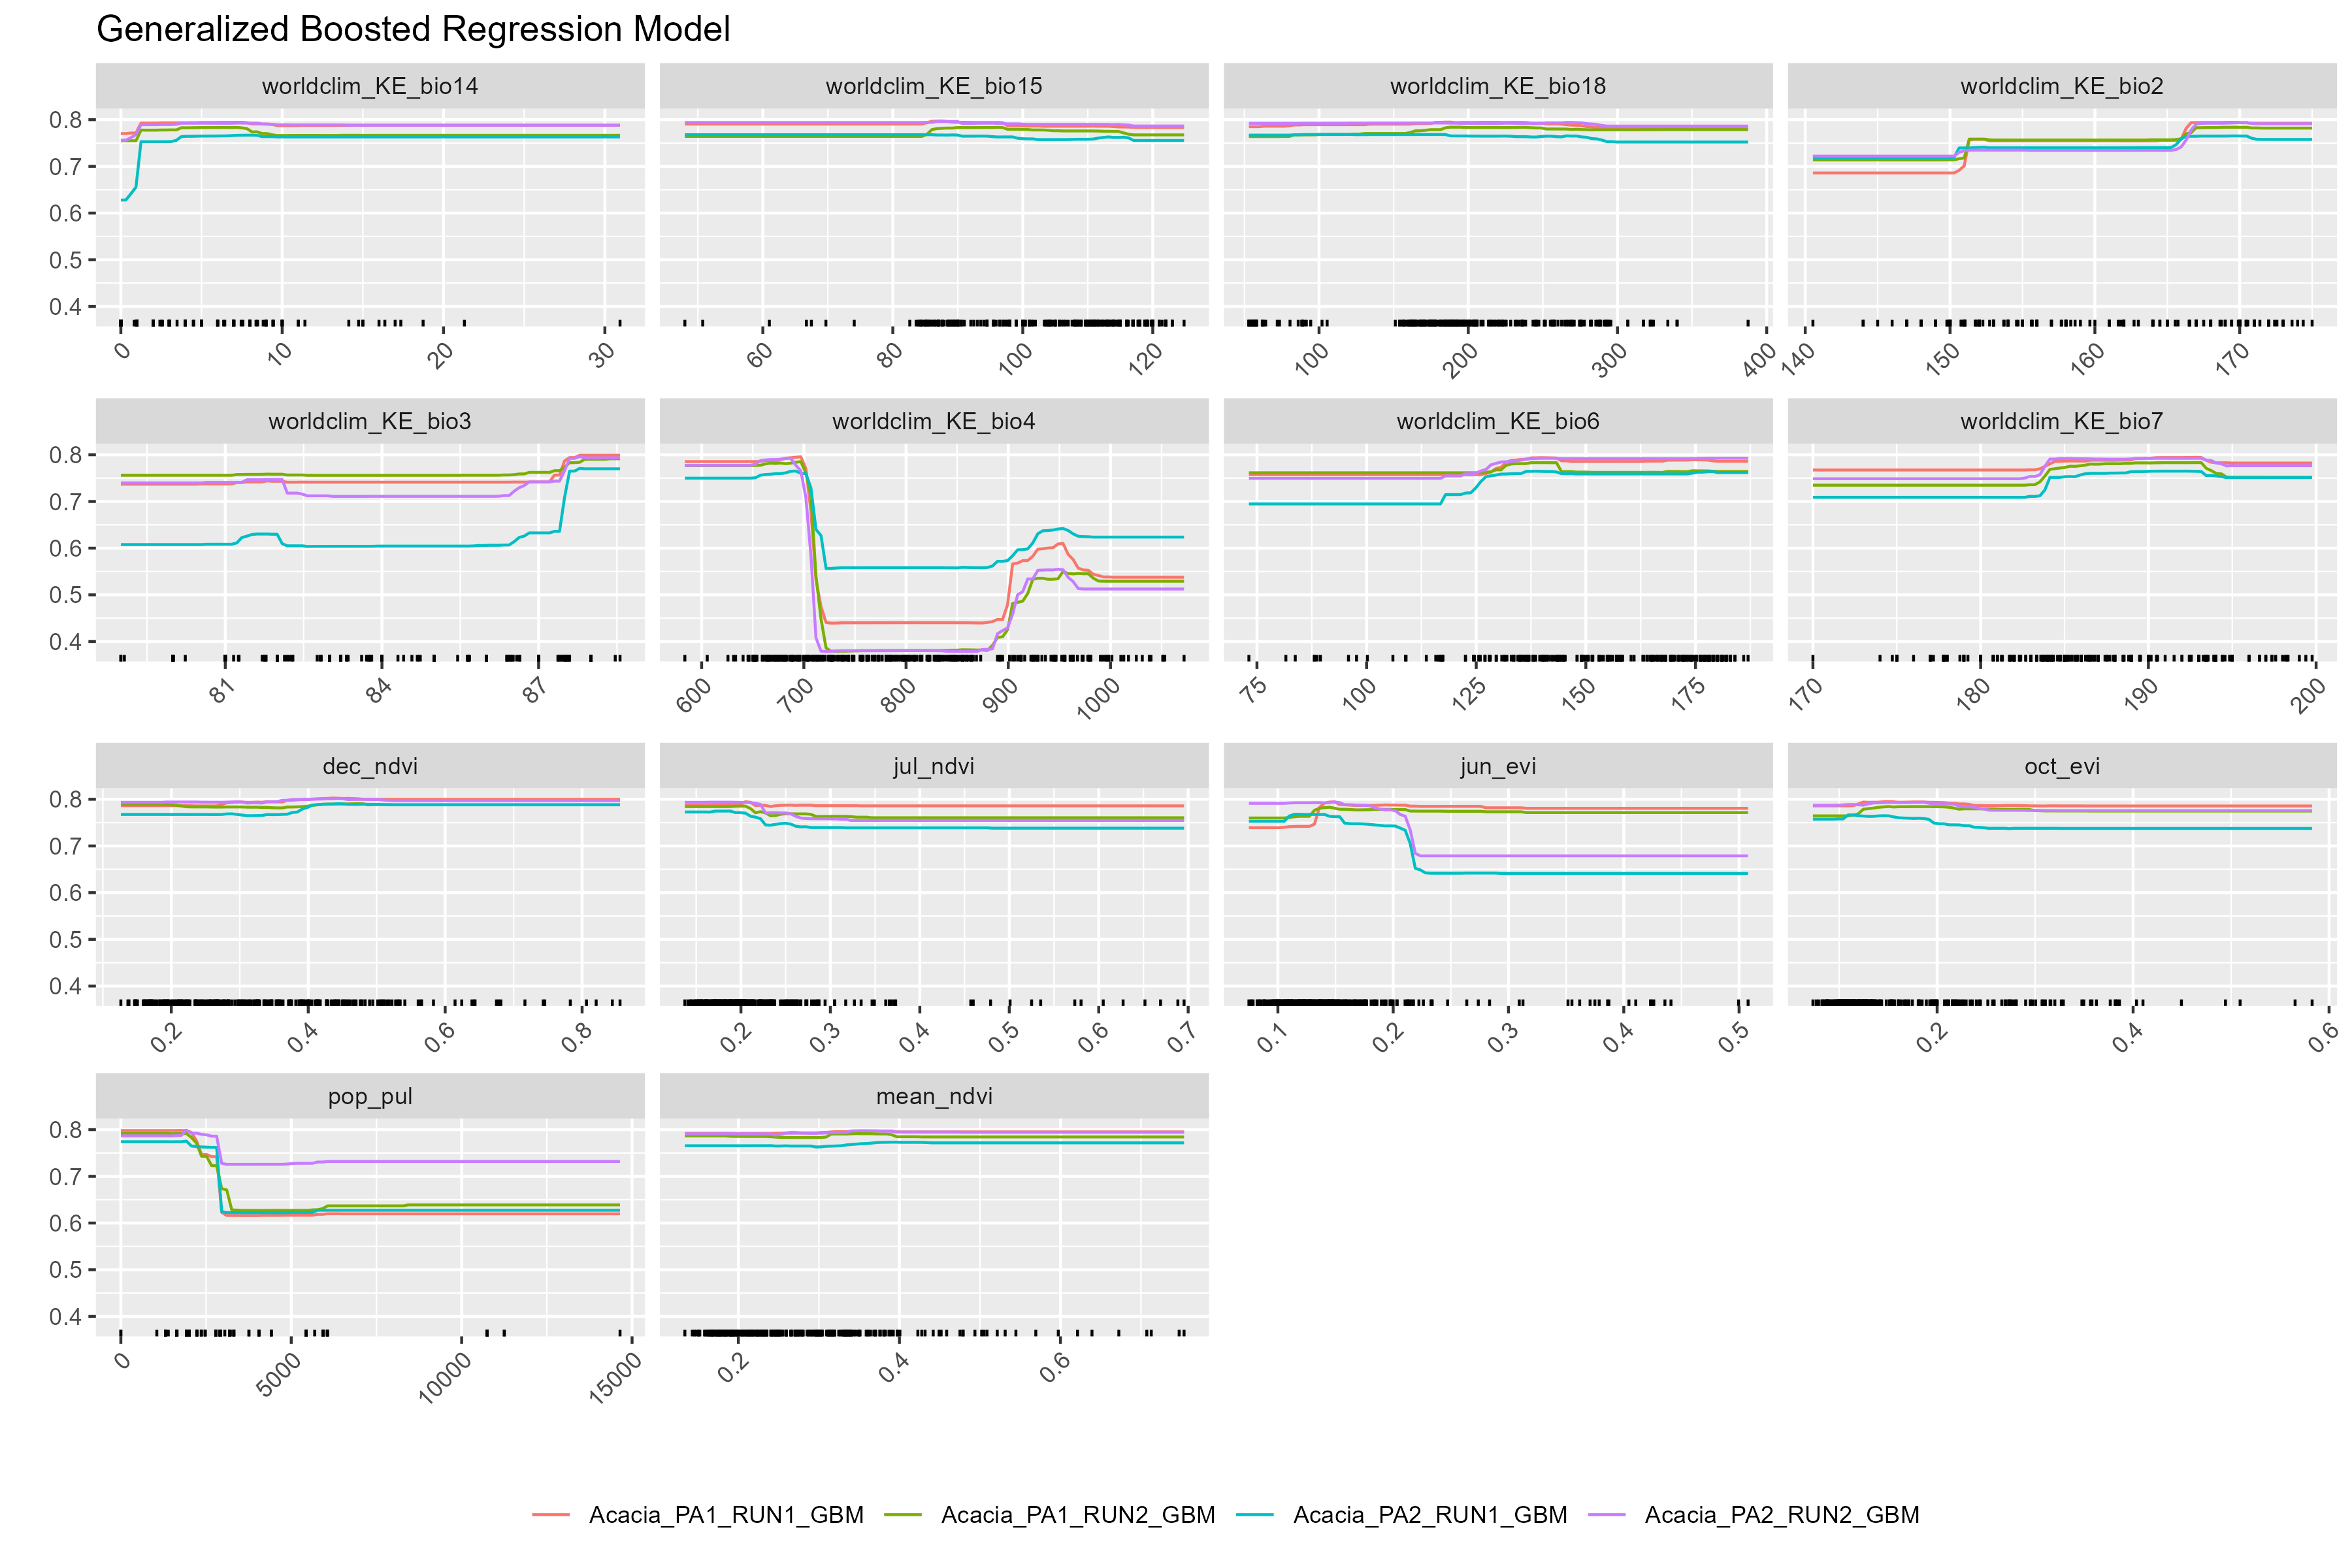 Generalized Boosted Regression Model
worldclim_KE_bio14 worldclim_KE_bio15 worldclim_KE_bio18 worldclim_KE_bio2
0.8
0.7
0.6
0.5
0.4
0 10 20 30 60 80 100 120 100 200 300 400 140 150 160 170
worldclim_KE_bio3 worldclim_KE_bio4 worldclim_KE_bio6 worldclim_KE_bio7
0.8
0.7
0.6
0.5
0.4
81 84 87 600 700 800 900 1000 75 100 125 150 175 170 180 190 200
dec_ndvi jul_ndvi jun_evi oct_evi
0.8
0.7
0.6
0.5
0.4
0.2 0.4 0.6 0.8 0.2 0.3 0.4 0.5 0.6 0.7 0.1 0.2 0.3 0.4 0.5 0.2 0.4 0.6
pop_pul mean_ndvi
0.8
0.7
0.6
0.5
0.4
0 5000 10000 15000 0.2 0.4 0.6
Acacia_PA1_RUN1_GBM Acacia_PA1_RUN2_GBM Acacia_PA2_RUN1_GBM Acacia_PA2_RUN2_GBM